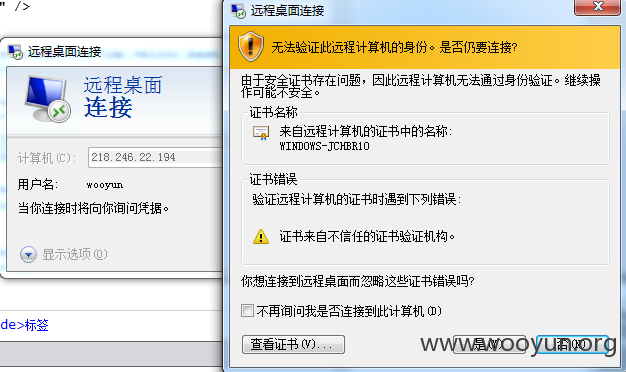 " />
远程桌面连接
远程桌面
连接
计算机(C):
218.246.22.194
用户名:
wooyun
当你连接时将向你询问凭据。
显示选项(O)
de>标签
远程桌面连接
无法验证此远程计算机的身份。是否仍要连接?
由于安全证书存在问题，因此远程计算机无法通过身份验证。继续操
作可能不安全。
证书名称
来自远程计算机的证书中的名称:
WINDOWS-JCHBR10
证书错误
验证远程计算机的证书时遇到下列错误:
证书来自不信任的证书验证机构。
你想连接到远程桌面而忽略这些证书错误吗?
不再询问我是否连接到此计算机(D)
查看证书(V)...
是(Y)
否(N)
www.wooyun.org